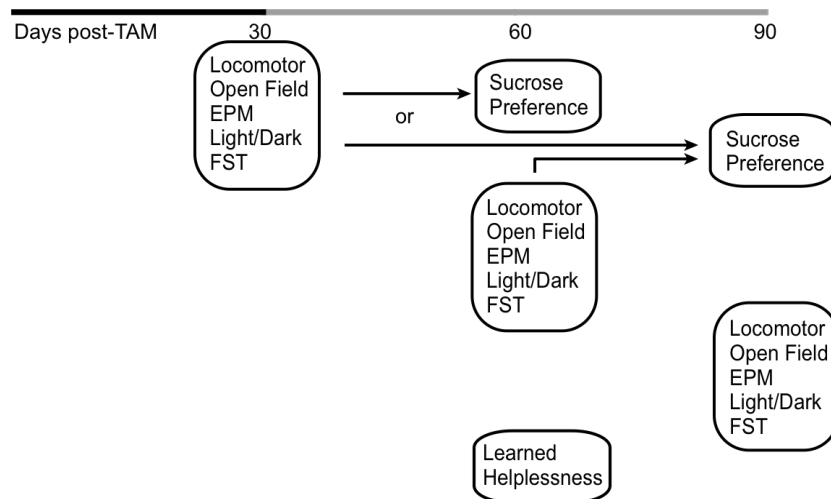 Days post-TAM 30 60 90
Locomotor
Open Field
EPM
Light/Dark
FST
or
Sucrose
Preference
Sucrose
Preference
Locomotor
Open Field
EPM
Light/Dark
FST
Locomotor
Open Field
EPM
Light/Dark
FST
Learned
Helplessness